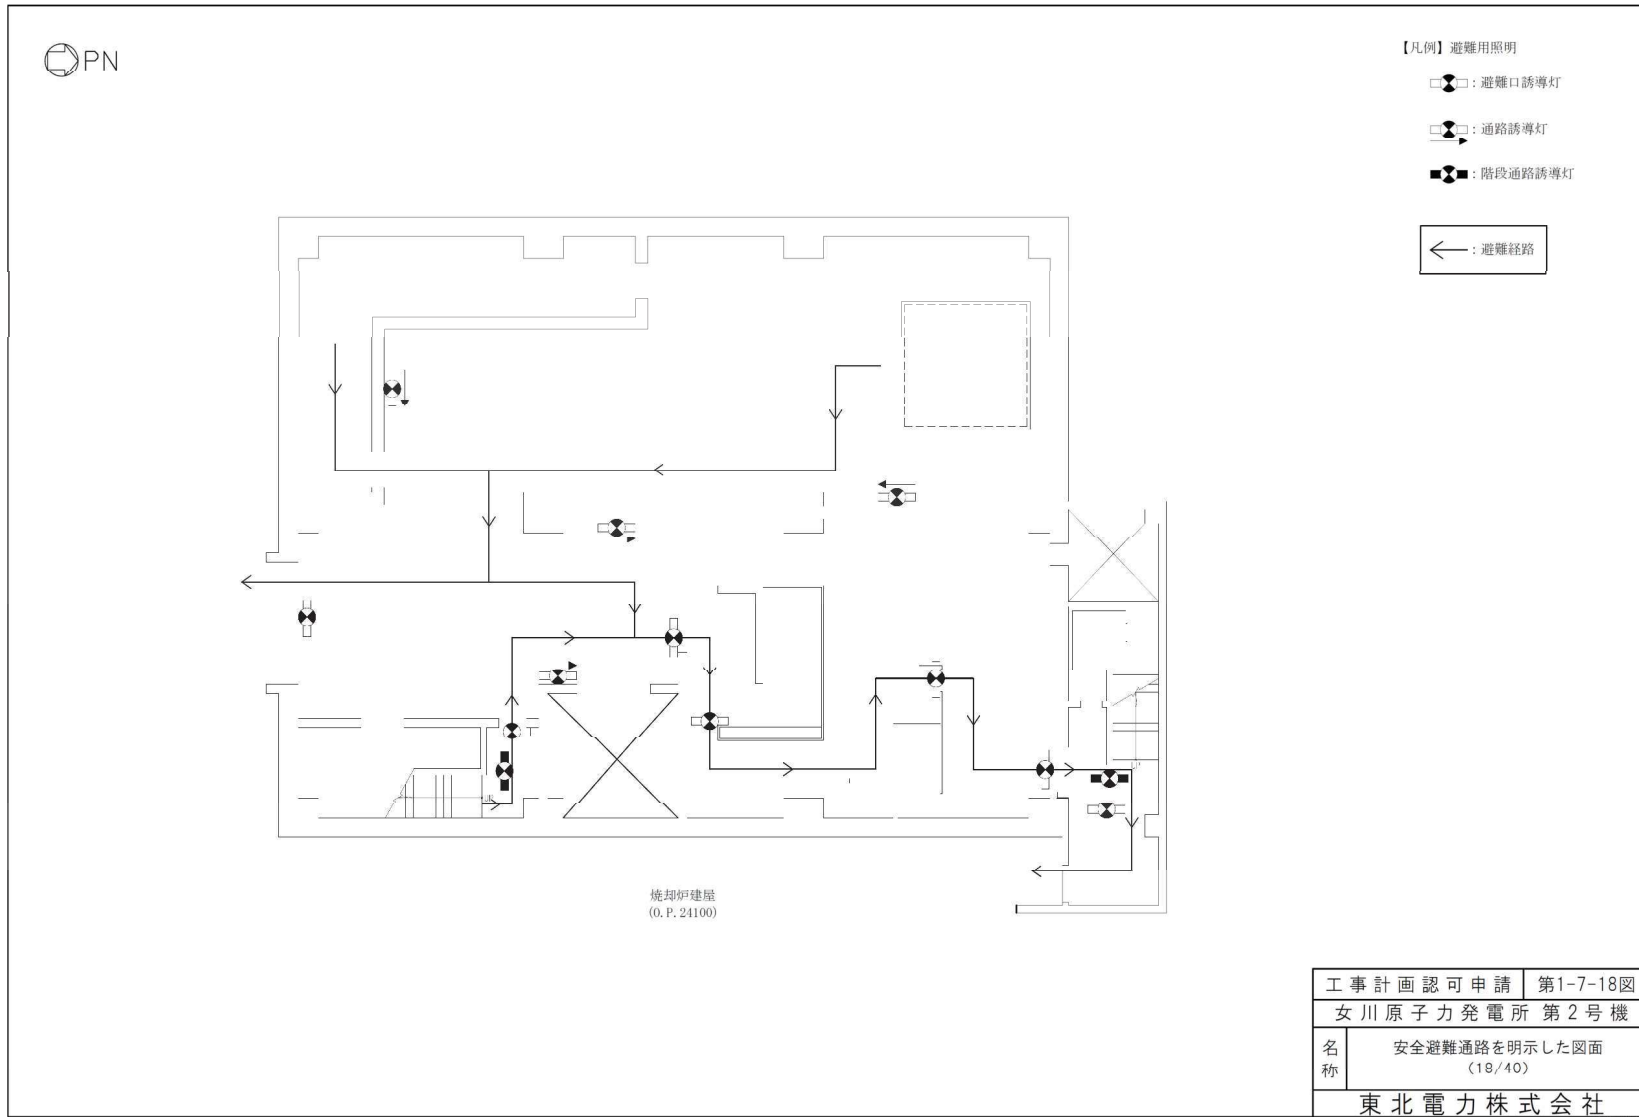 PN
【凡例】避難用照明
：避難口誘導灯
：通路誘導灯
：階段通路誘導灯
：避難経路
焼却炉建屋
(O.P.24100)
工事計画認可申請 第1-7-18図
女川原子力発電所 第2号機
名称 安全避難通路を明示した図面
(18/40)
東北電力株式会社